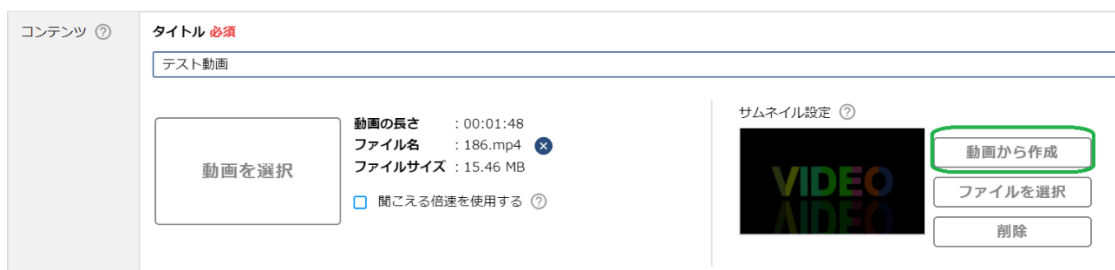 コンテンツ
タイトル 必須
テスト動画
動画を選択
動画の長さ : 00:01:48
ファイル名 : 186.mp4
ファイルサイズ : 15.46 MB
聞こえる倍速を使用する
サムネイル設定
VIDEO
動画から作成
ファイルを選択
削除